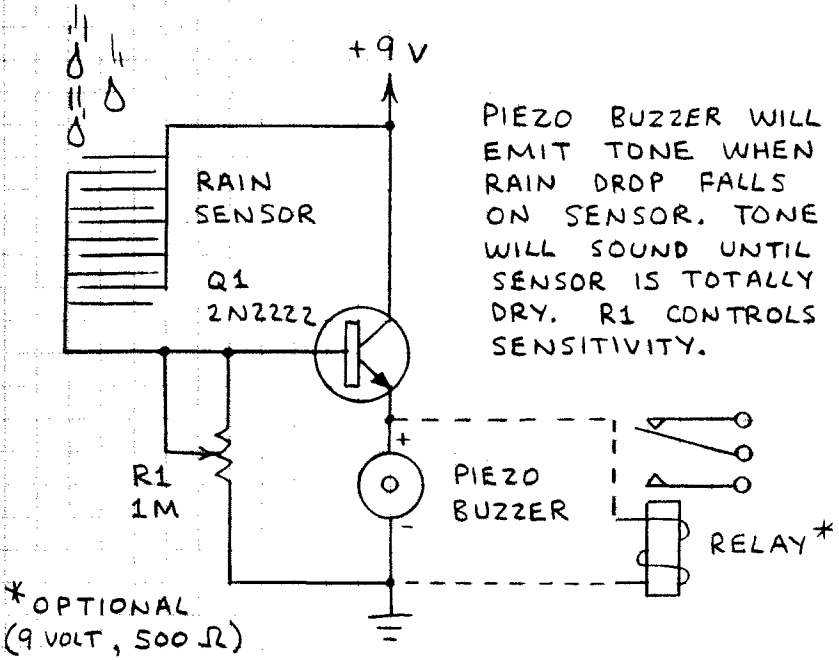 +9 V
PIEZO BUZZER WILL
EMIT TONE WHEN
RAIN DROP FALLS
ON SENSOR. TONE
WILL SOUND UNTIL
SENSOR IS TOTALLY
DRY. R1 CONTROLS
SENSITIVITY.
RAIN
SENSOR
Q1
2N2222
R1
1M
+
PIEZO
BUZZER
-
RELAY*
*OPTIONAL
(9 VOLT, 500 Ω)